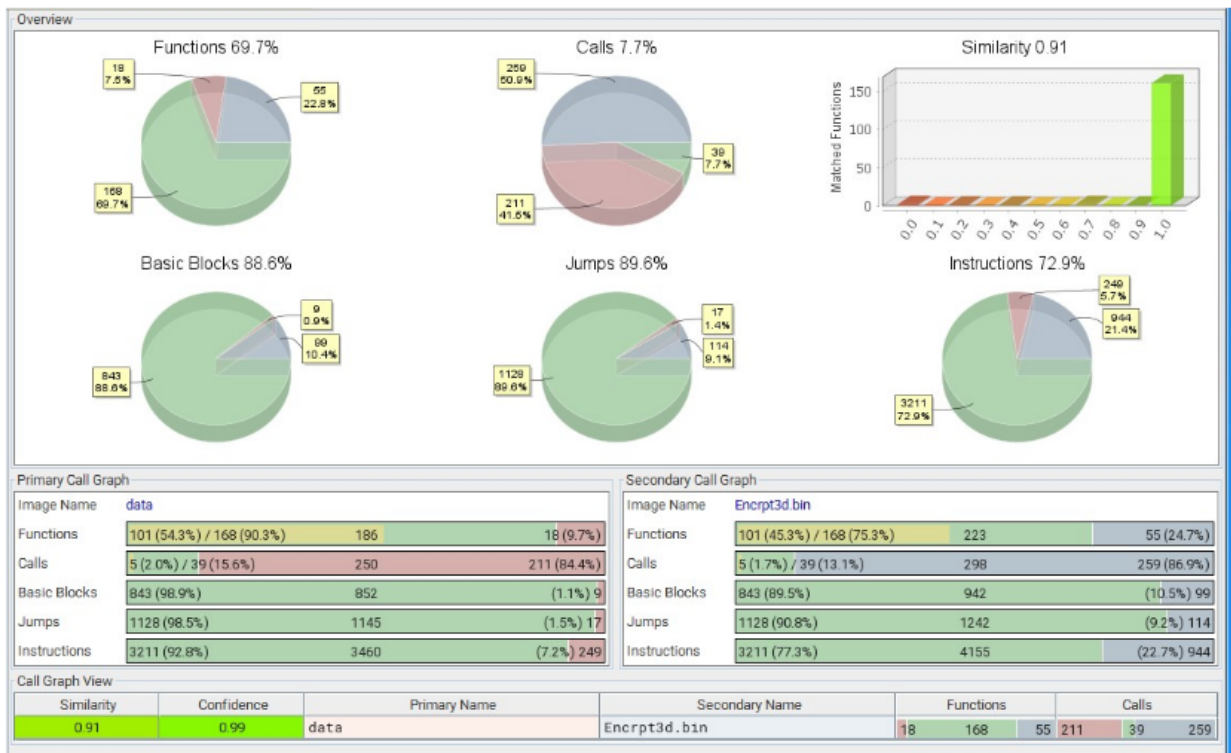 Overview
Functions 69.7%
18
7.5%
55
22.8%
168
69.7%
Calls 7.7%
259
50.9%
39
7.7%
211
41.5%
Similarity 0.91
Matched Functions
150
100
50
0
0.0 0.1 0.2 0.3 0.4 0.5 0.6 0.7 0.8 0.9 1.0
Basic Blocks 88.6%
9
0.9%
99
10.4%
843
88.6%
Jumps 89.6%
17
1.4%
114
9.1%
1128
89.6%
Instructions 72.9%
249
5.7%
944
21.4%
3211
72.9%
Primary Call Graph
Image Name data
Functions 101 (54.3%) / 168 (90.3%) 186 18 (9.7%)
Calls 5 (2.0%) / 39 (15.6%) 250 211 (84.4%)
Basic Blocks 843 (98.9%) 852 (1.1%) 9
Jumps 1128 (98.5%) 1145 (1.5%) 17
Instructions 3211 (92.8%) 3460 (7.2%) 249
Secondary Call Graph
Image Name Encrpt3d.bin
Functions 101 (45.3%) / 168 (75.3%) 223 55 (24.7%)
Calls 5 (1.7%) / 39 (13.1%) 298 259 (86.9%)
Basic Blocks 843 (89.5%) 942 (10.5%) 99
Jumps 1128 (90.8%) 1242 (9.2%) 114
Instructions 3211 (77.3%) 4155 (22.7%) 944
Call Graph View
Similarity Confidence Primary Name Secondary Name Functions Calls
0.91 0.99 data Encrpt3d.bin 18 168 55 211 39 259